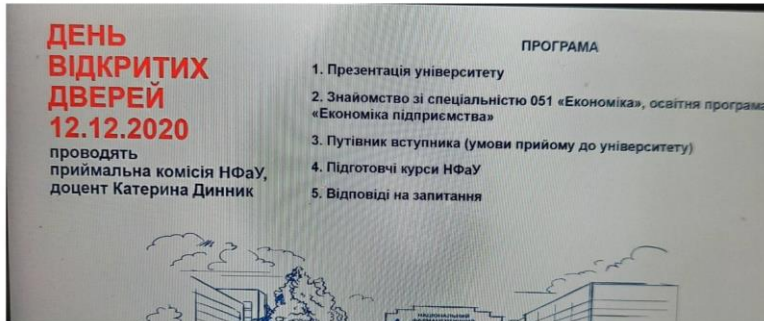 ДЕНЬ
ВІДКРИТИХ
ДВЕРЕЙ
12.12.2020
проводять
приймальна комісія НФаУ,
доцент Катерина Динник
ПРОГРАМА
1. Презентація університету
2. Знайомство зі спеціальністю 051 «Економіка», освітня програма
«Економіка підприємства»
3. Путівник вступника (умови прийому до університету)
4. Підготовчі курси НФаУ
5. Відповіді на запитання